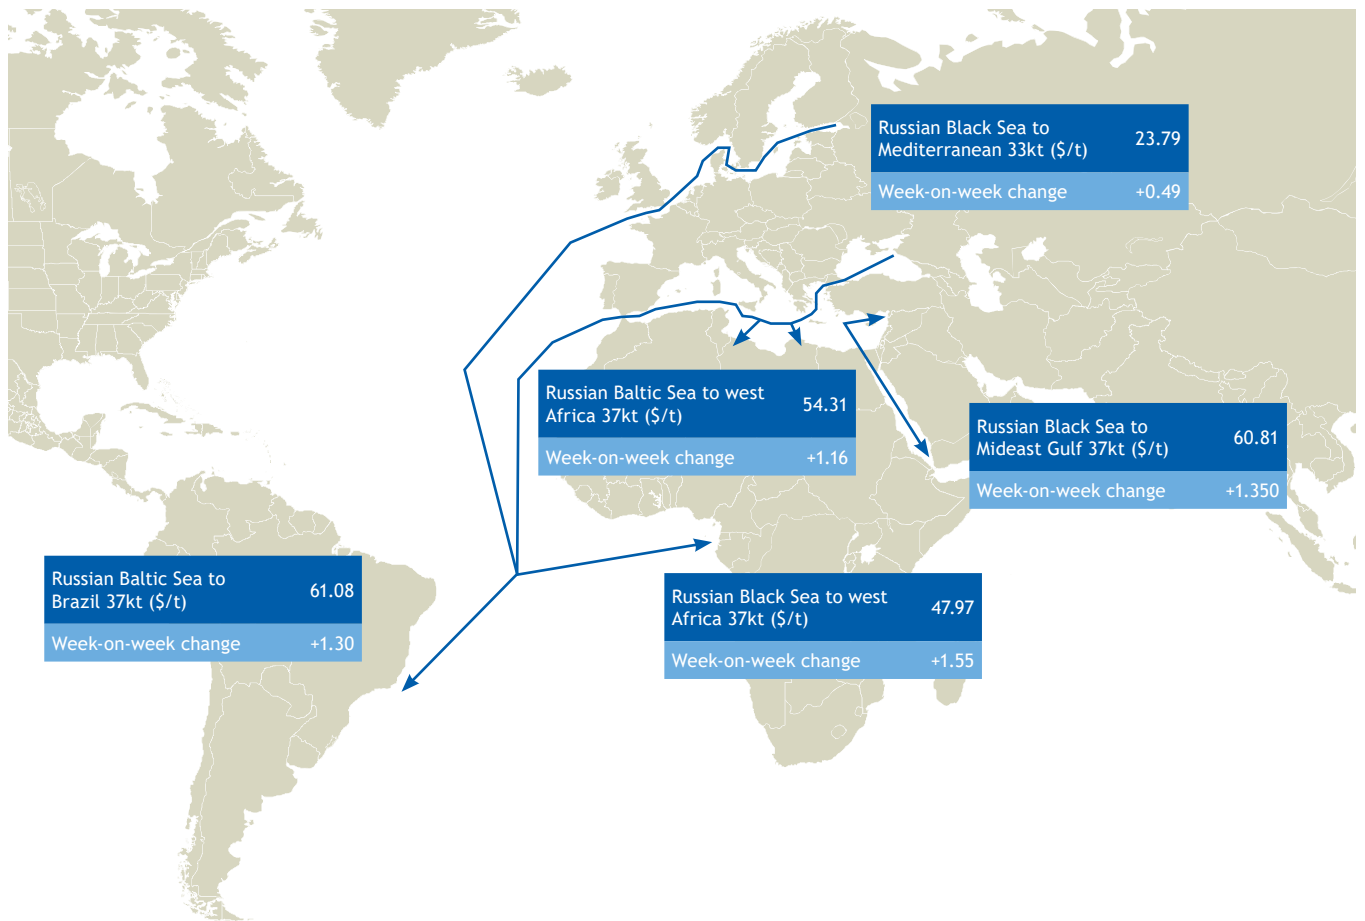 Russian Black Sea to
Mediterranean 33kt ($/t)
23.79
Week-on-week change
+0.49
Russian Baltic Sea to west
Africa 37kt ($/t)
54.31
Week-on-week change
+1.16
Russian Black Sea to
Mideast Gulf 37kt ($/t)
60.81
Week-on-week change
+1.350
Russian Baltic Sea to
Brazil 37kt ($/t)
61.08
Week-on-week change
+1.30
Russian Black Sea to west
Africa 37kt ($/t)
47.97
Week-on-week change
+1.55